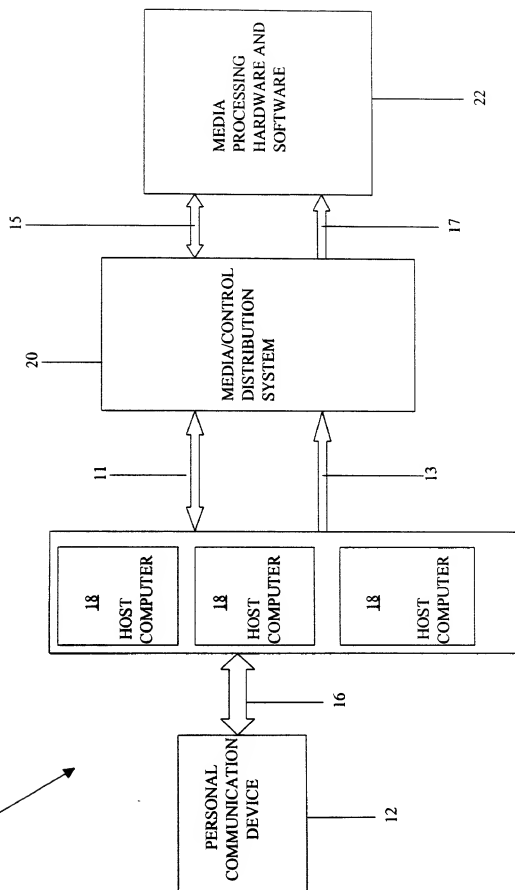 PERSONAL
COMMUNICATION
DEVICE
12
16
18
HOST
COMPUTER
18
HOST
COMPUTER
18
HOST
COMPUTER
11
13
20
MEDIA/CONTROL
DISTRIBUTION
SYSTEM
15
17
MEDIA
PROCESSING
HARDWARE AND
SOFTWARE
22